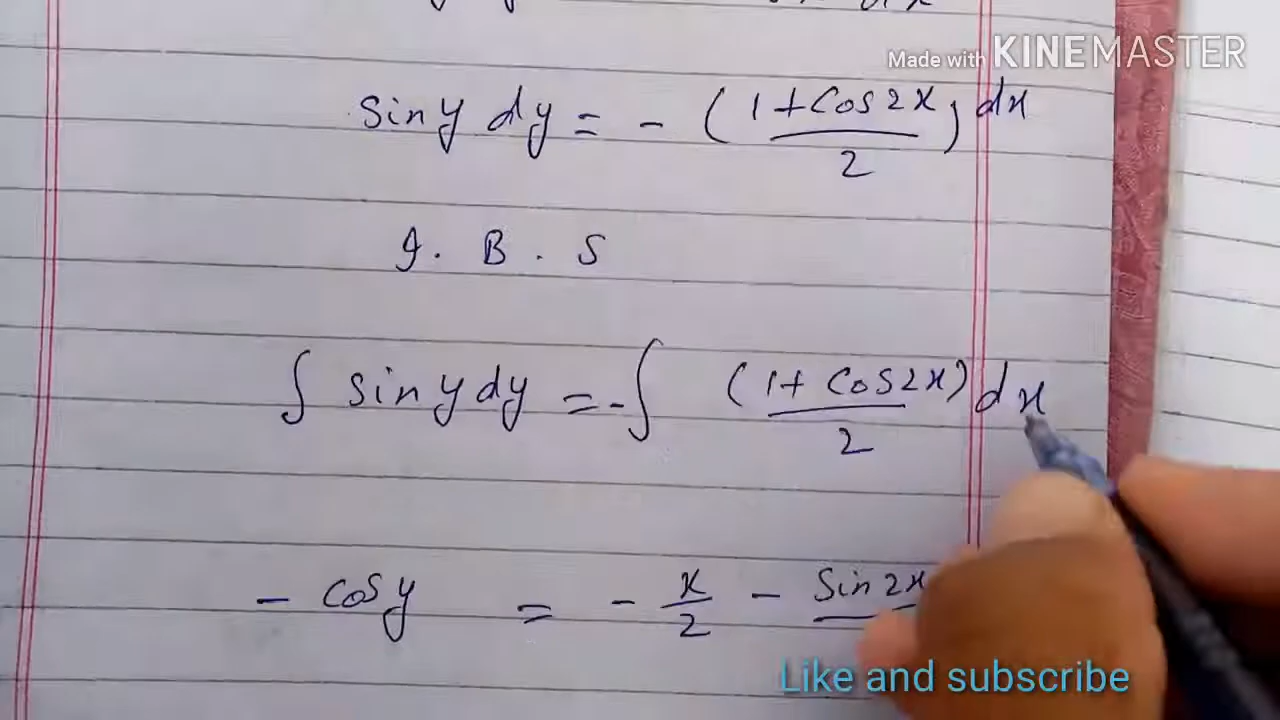 Made with KINEMASTER
sin y dy = - (1 + cos 2x / 2) dx
I. B. S
∫ sin y dy = - ∫ (1 + cos 2x) / 2 dx
- cos y = - x/2 - sin 2x
Like and subscribe